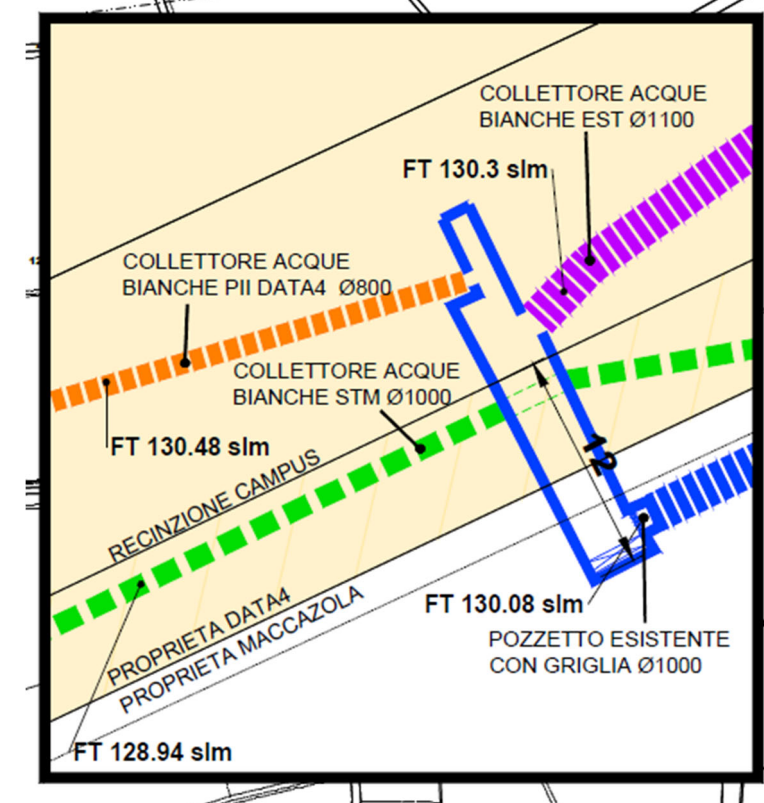 COLLETTORE ACQUE
BIANCHE EST Ø1100
FT 130.3 slm
COLLETTORE ACQUE
BIANCHE PII DATA4 Ø800
COLLETTORE ACQUE
BIANCHE STM Ø1000
FT 130.48 slm
12
RECINZIONE CAMPUS
FT 130.08 slm
PROPRIETA DATA4
PROPRIETA MACCAZOLA
POZZETTO ESISTENTE
CON GRIGLIA Ø1000
FT 128.94 slm